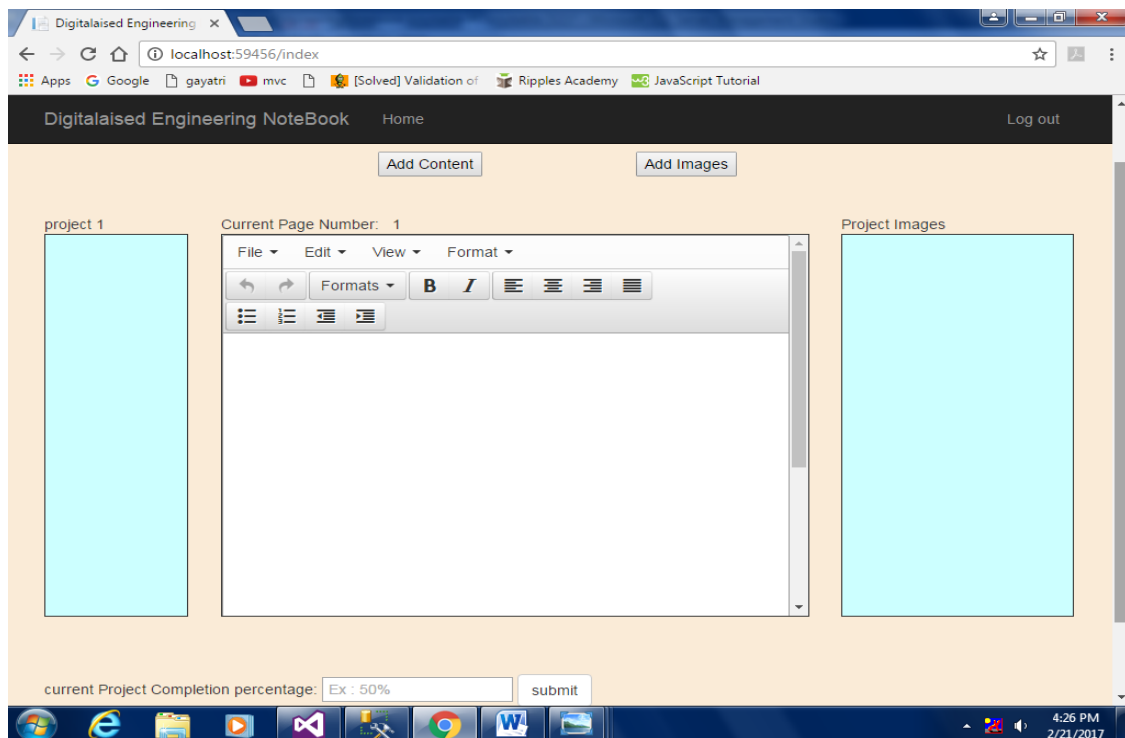 Digitalaised Engineering
localhost:59456/index
Apps Google gayatri mvc [Solved] Validation of Ripples Academy JavaScript Tutorial
Digitalaised Engineering NoteBook Home Log out
Add Content Add Images
project 1 Current Page Number: 1 Project Images
File Edit View Format
Formats B I
current Project Completion percentage: Ex : 50% submit
4:26 PM
2/21/2017